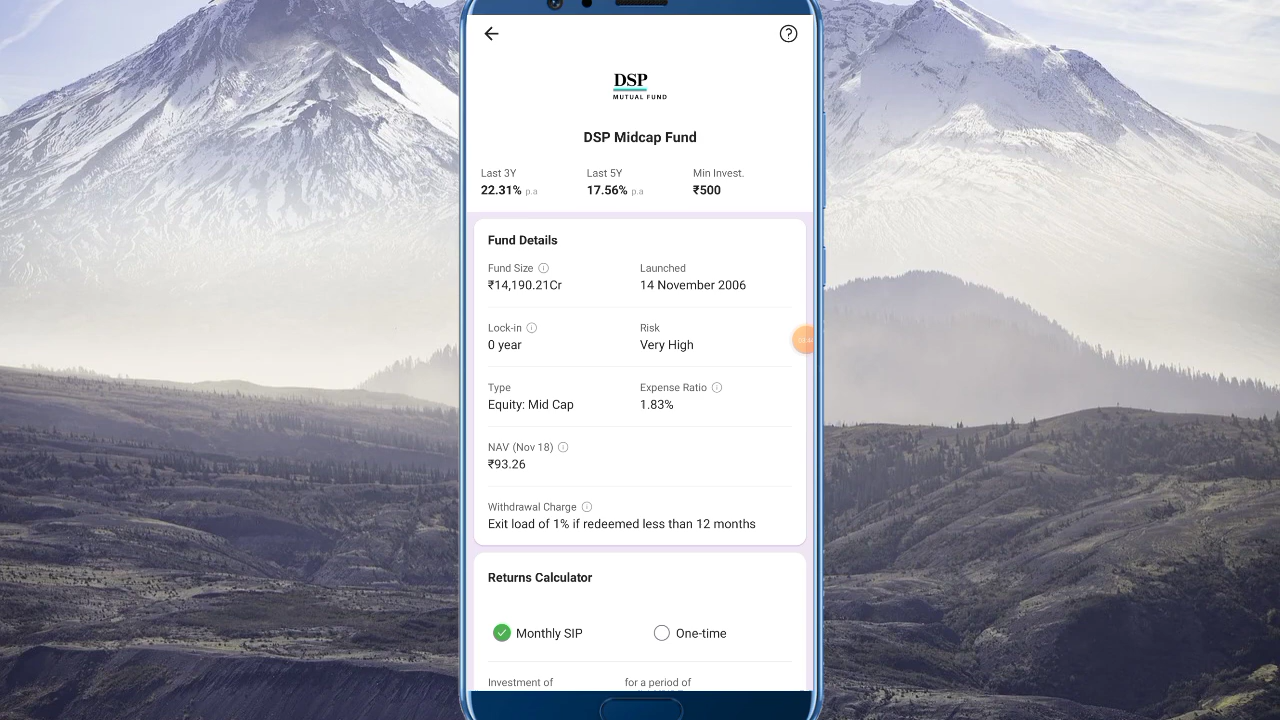 DSP
MUTUAL FUND
DSP Midcap Fund
Last 3Y Last 5Y Min Invest.
22.31% p.a 17.56% p.a ₹500
Fund Details
Fund Size Launched
₹14,190.21Cr 14 November 2006
Lock-in Risk
0 year Very High
Type Expense Ratio
Equity: Mid Cap 1.83%
NAV (Nov 18)
₹93.26
Withdrawal Charge
Exit load of 1% if redeemed less than 12 months
Returns Calculator
Monthly SIP One-time
Investment of for a period of